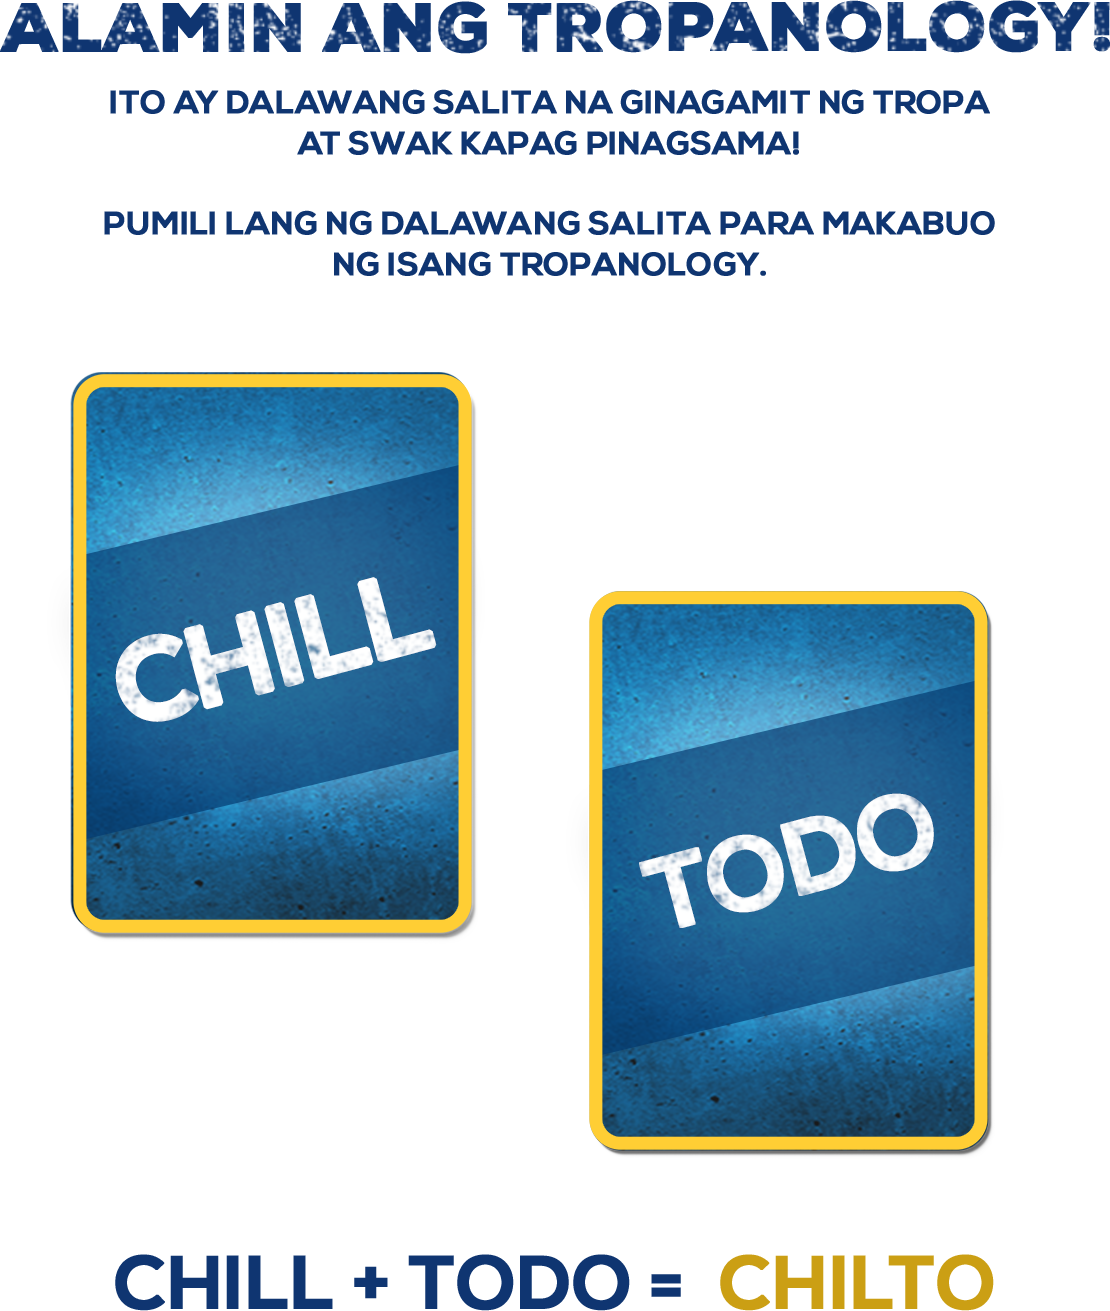 ALAMIN ANG TROPANOLOGY!
ITO AY DALAWANG SALITA NA GINAGAMIT NG TROPA
AT SWAK KAPAG PINAGSAMA!
PUMILI LANG NG DALAWANG SALITA PARA MAKABUO
NG ISANG TROPANOLOGY.
CHILL
TODO
CHILL + TODO = CHILTO